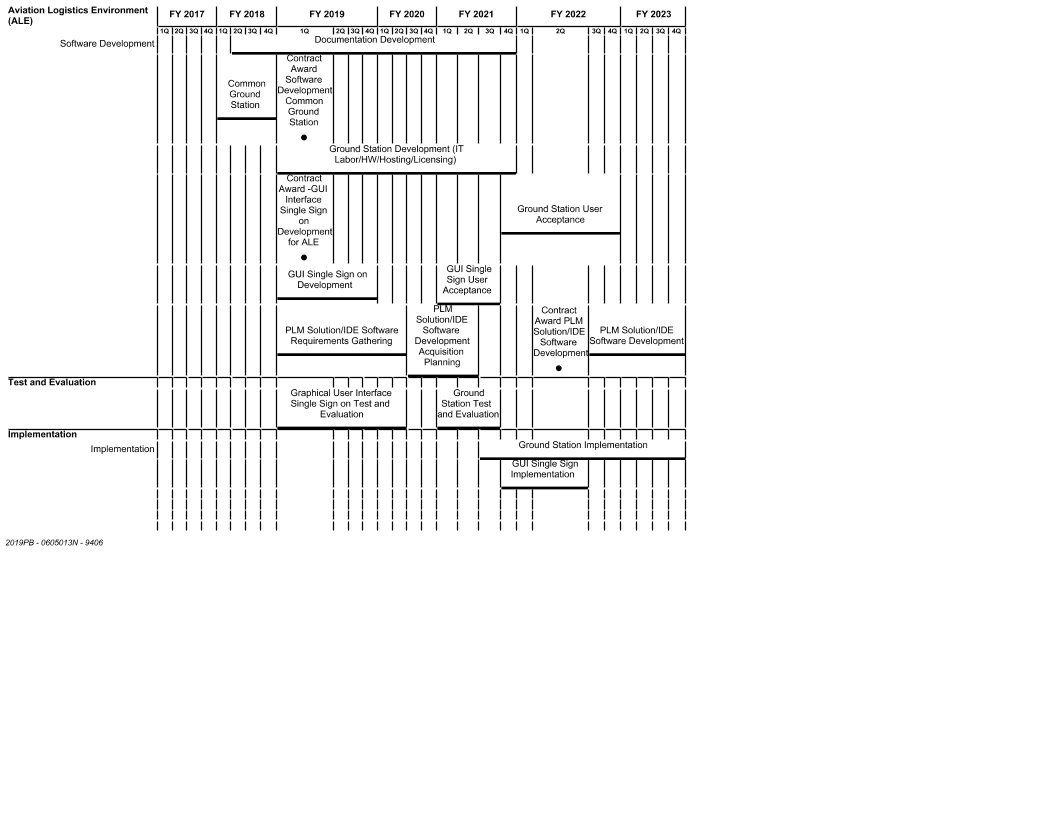 Aviation Logistics Environment
(ALE)
FY 2017 FY 2018 FY 2019 FY 2020 FY 2021 FY 2022 FY 2023
1Q 2Q 3Q 4Q 1Q 2Q 3Q 4Q 1Q 2Q 3Q 4Q 1Q 2Q 3Q 4Q 1Q 2Q 3Q 4Q 1Q 2Q 3Q 4Q 1Q 2Q 3Q 4Q
Software Development
Documentation Development
Common
Ground
Station
Contract
Award
Software
Development
Common
Ground
Station
Ground Station Development (IT
Labor/HW/Hosting/Licensing)
Contract
Award -GUI
Interface
Single Sign
on
Development
for ALE
Ground Station User
Acceptance
GUI Single Sign on
Development
GUI Single
Sign User
Acceptance
PLM Solution/IDE Software
Requirements Gathering
PLM
Solution/IDE
Software
Development
Acquisition
Planning
Contract
Award PLM
Solution/IDE
Software
Development
PLM Solution/IDE
Software Development
Test and Evaluation
Graphical User Interface
Single Sign on Test and
Evaluation
Ground
Station Test
and Evaluation
Implementation
Implementation
Ground Station Implementation
GUI Single Sign
Implementation
2019PB - 0605013N - 9406